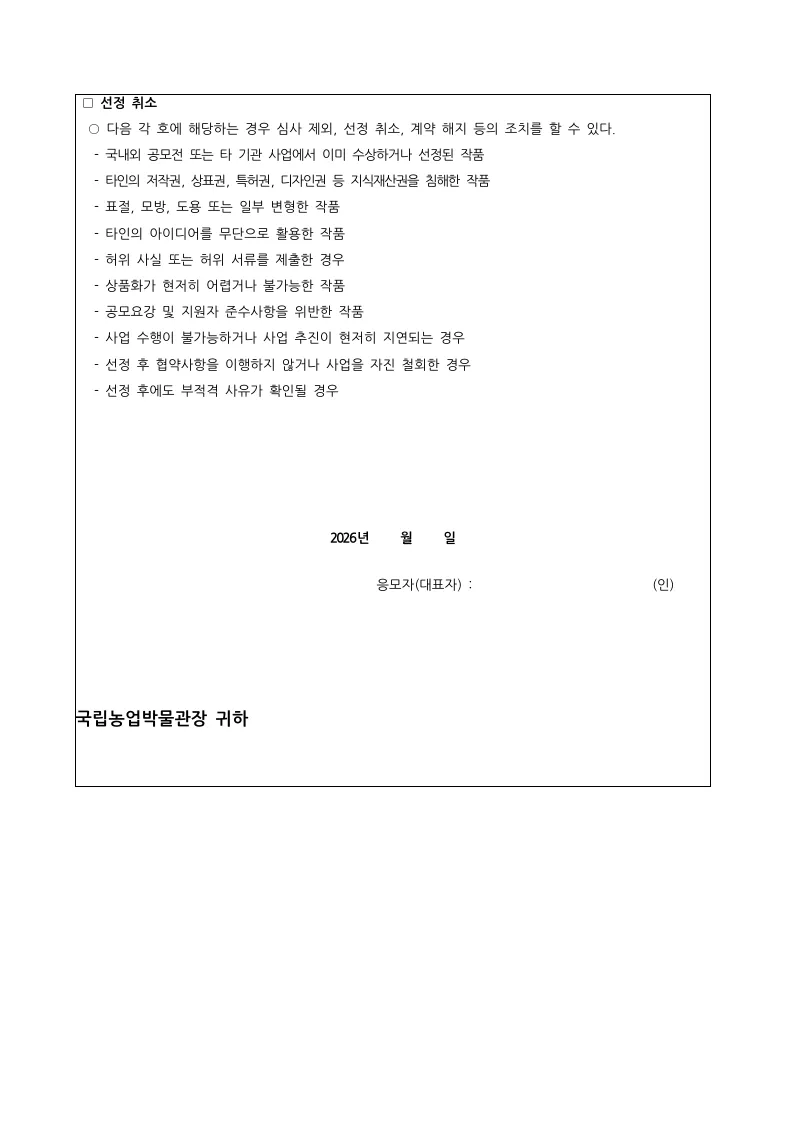 □ 선정 취소
○ 다음 각 호에 해당하는 경우 심사 제외, 선정 취소, 계약 해지 등의 조치를 할 수 있다.
- 국내외 공모전 또는 타 기관 사업에서 이미 수상하거나 선정된 작품
- 타인의 저작권, 상표권, 특허권, 디자인권 등 지식재산권을 침해한 작품
- 표절, 모방, 도용 또는 일부 변형한 작품
- 타인의 아이디어를 무단으로 활용한 작품
- 허위 사실 또는 허위 서류를 제출한 경우
- 상품화가 현저히 어렵거나 불가능한 작품
- 공모요강 및 지원자 준수사항을 위반한 작품
- 사업 수행이 불가능하거나 사업 추진이 현저히 지연되는 경우
- 선정 후 협약사항을 이행하지 않거나 사업을 자진 철회한 경우
- 선정 후에도 부적격 사유가 확인될 경우
2026년 월 일
응모자(대표자) : (인)
국립농업박물관장 귀하